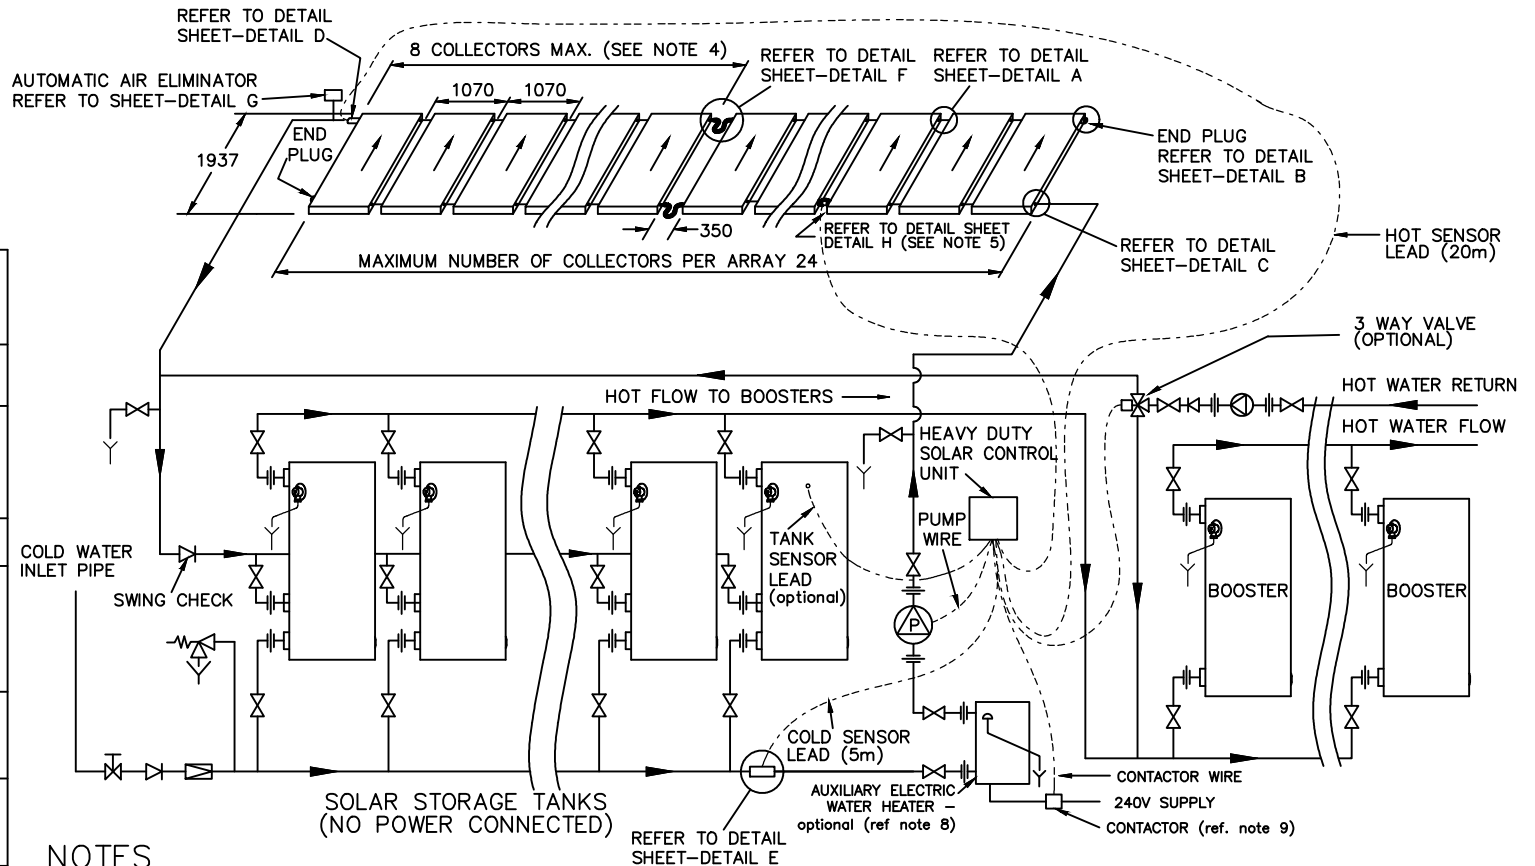 REFER TO DETAIL
SHEET-DETAIL D
8 COLLECTORS MAX. (SEE NOTE 4)
REFER TO DETAIL
SHEET-DETAIL F
REFER TO DETAIL
SHEET-DETAIL A
AUTOMATIC AIR ELIMINATOR
REFER TO SHEET-DETAIL G
1070
1070
END
PLUG
1937
END PLUG
REFER TO DETAIL
SHEET-DETAIL B
350
REFER TO DETAIL SHEET
DETAIL H (SEE NOTE 5)
REFER TO DETAIL
SHEET-DETAIL C
HOT SENSOR
LEAD (20m)
MAXIMUM NUMBER OF COLLECTORS PER ARRAY 24
3 WAY VALVE
(OPTIONAL)
HOT FLOW TO BOOSTERS
HOT WATER RETURN
HOT WATER FLOW
HEAVY DUTY
SOLAR CONTROL
UNIT
PUMP
WIRE
TANK
SENSOR
LEAD
(optional)
COLD WATER
INLET PIPE
SWING CHECK
P
BOOSTER
BOOSTER
COLD SENSOR
LEAD (5m)
AUXILIARY ELECTRIC
WATER HEATER -
optional (ref note 8)
CONTACTOR WIRE
240V SUPPLY
CONTACTOR (ref. note 9)
SOLAR STORAGE TANKS
(NO POWER CONNECTED)
REFER TO DETAIL
SHEET-DETAIL E
NOTES